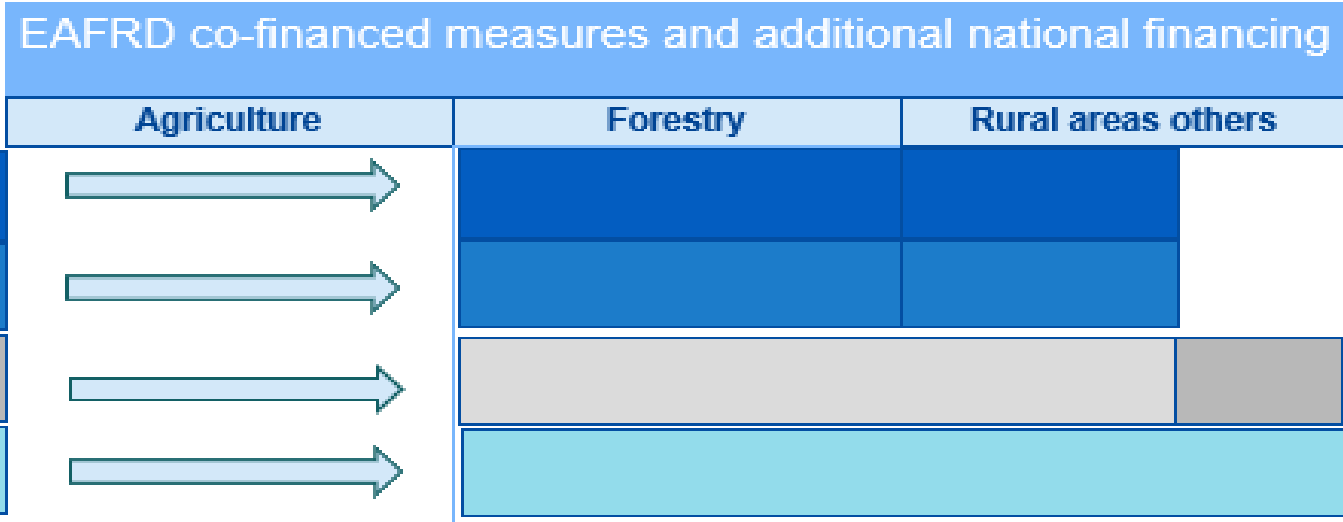 EAFRD co-financed measures and additional national financing
Agriculture
Forestry
Rural areas others